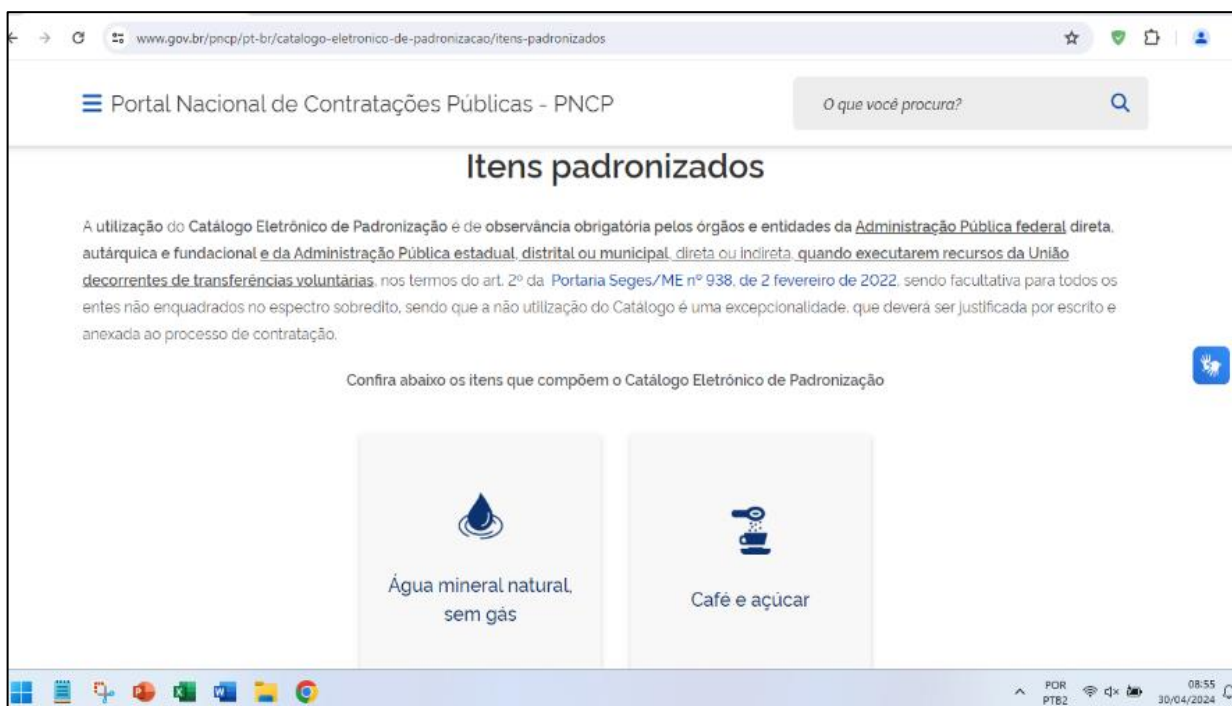 www.gov.br/pncp/pt-br/catalogo-eletronico-de-padronizacao/itens-padronizados
Portal Nacional de Contratações Públicas - PNCP
O que você procura?
Itens padronizados
A utilização do Catálogo Eletrônico de Padronização é de observância obrigatória pelos órgãos e entidades da Administração Pública federal direta,
autárquica e fundacional e da Administração Pública estadual, distrital ou municipal, direta ou indireta, quando executarem recursos da União
decorrentes de transferências voluntárias, nos termos do art. 2º da Portaria Seges/ME nº 938, de 2 fevereiro de 2022, sendo facultativa para todos os
entes não enquadrados no espectro sobredito, sendo que a não utilização do Catálogo é uma excepcionalidade, que deverá ser justificada por escrito e
anexada ao processo de contratação.
Confira abaixo os itens que compõem o Catálogo Eletrônico de Padronização
Água mineral natural,
sem gás
Café e açúcar
POR
PTB2
08:55
30/04/2024